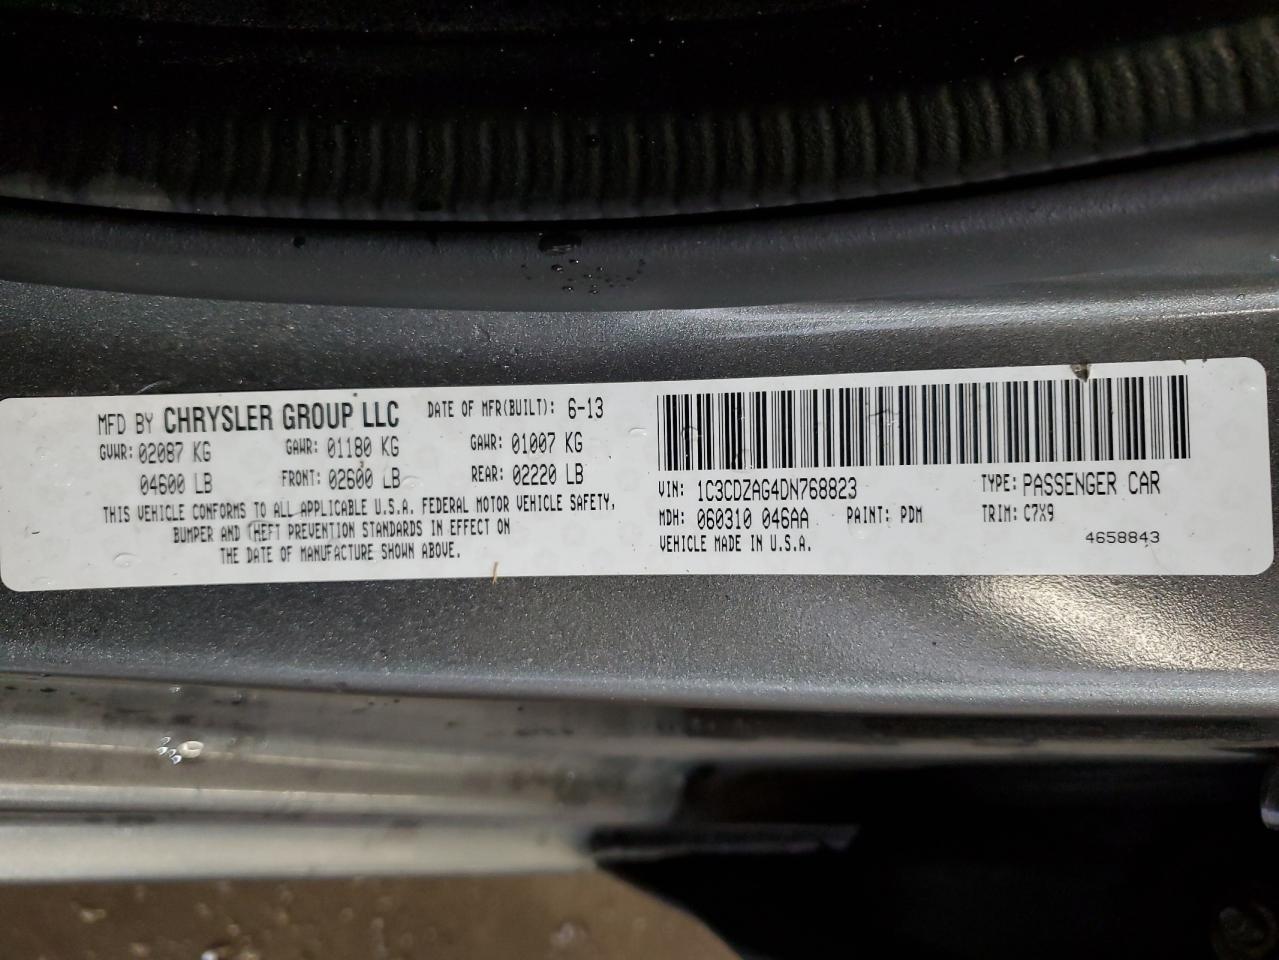 MFD BY CHRYSLER GROUP LLC DATE OF MFR(BUILT): 6-13
GVWR: 02087 KG GAWR: 01180 KG GAWR: 01007 KG
04600 LB FRONT: 02600 LB REAR: 02220 LB
THIS VEHICLE CONFORMS TO ALL APPLICABLE U.S.A. FEDERAL MOTOR VEHICLE SAFETY,
BUMPER AND THEFT PREVENTION STANDARDS IN EFFECT ON
THE DATE OF MANUFACTURE SHOWN ABOVE.
VIN: 1C3CDZAG4DN768823 TYPE: PASSENGER CAR
MDH: 060310 046AA PAINT: PDM TRIM: C7X9
VEHICLE MADE IN U.S.A. 4658843